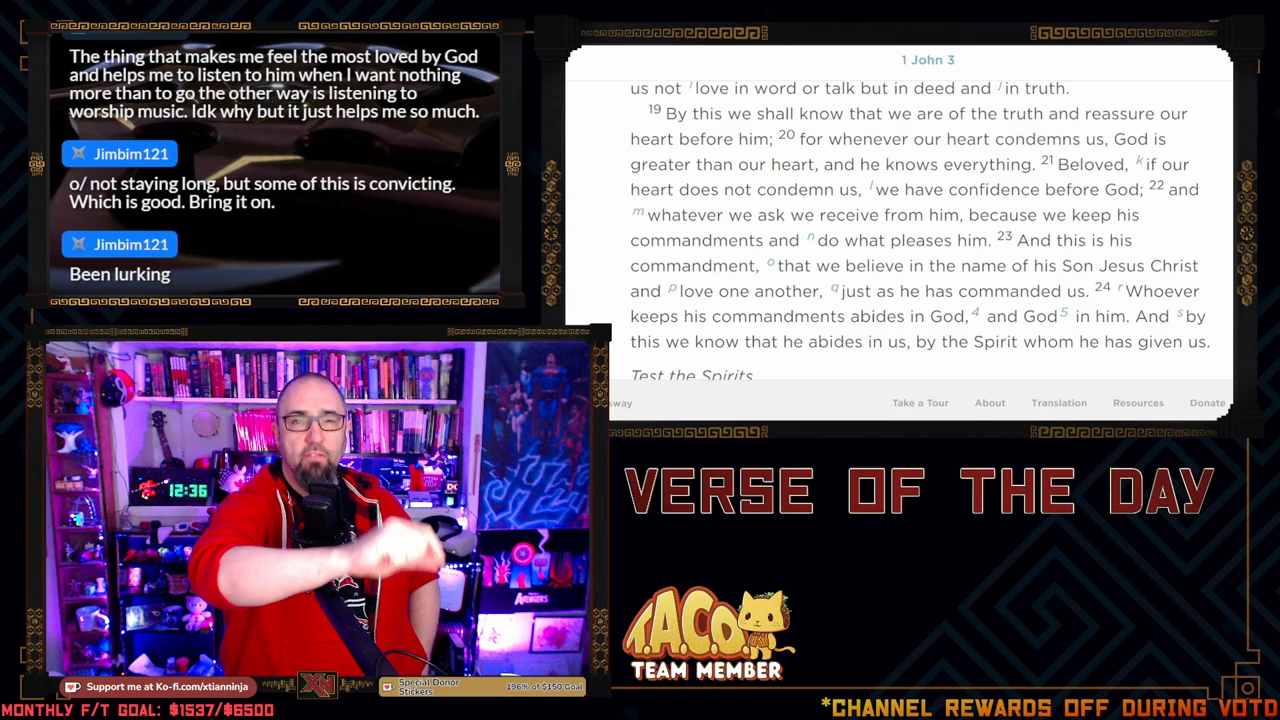 The thing that makes me feel the most loved by God
and helps me to listen to him when I want nothing
more than to go the other way is listening to
worship music. Idk why but it just helps me so much.
Jimbim121
o/ not staying long, but some of this is convicting.
Which is good. Bring it on.
Jimbim121
Been lurking
1 John 3
us not i love in word or talk but in deed and j in truth.
19 By this we shall know that we are of the truth and reassure our
heart before him; 20 for whenever our heart condemns us, God is
greater than our heart, and he knows everything. 21 Beloved, k if our
heart does not condemn us, l we have confidence before God; 22 and
m whatever we ask we receive from him, because we keep his
commandments and n do what pleases him. 23 And this is his
commandment, o that we believe in the name of his Son Jesus Christ
and p love one another, q just as he has commanded us. 24 r Whoever
keeps his commandments abides in God,4 and God5 in him. And s by
this we know that he abides in us, by the Spirit whom he has given us.
Test the Spirits
Take a Tour About Translation Resources Donate
12:36
AVENGERS
VERSE OF THE DAY
T.A.C.O.
TEAM MEMBER
Support me at Ko-fi.com/xtianninja
XN
Special Donor
Stickers
196% of $150 Goal
MONTHLY F/T GOAL: $1537/$6500
*CHANNEL REWARDS OFF DURING VOTD